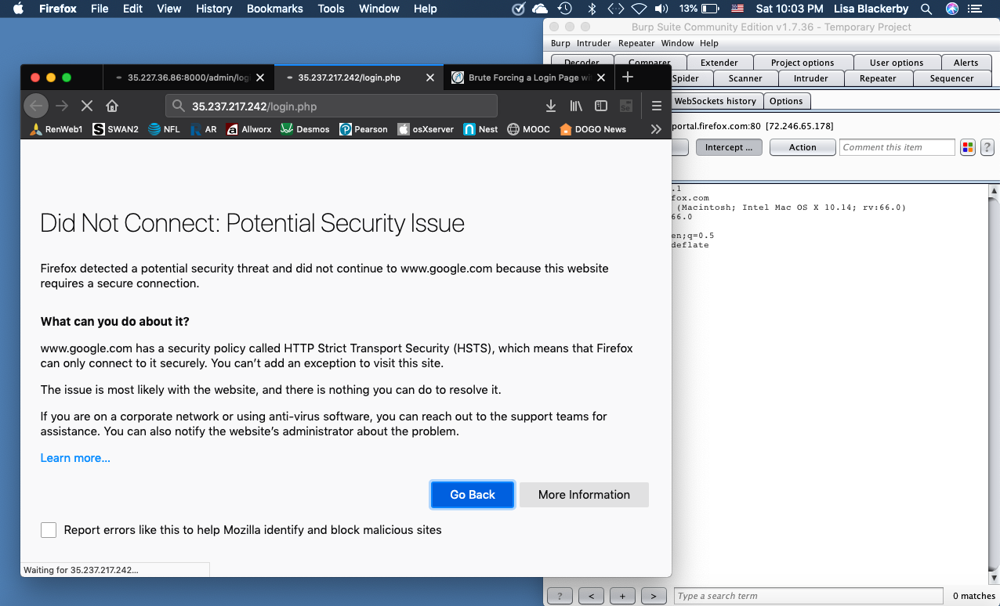 Firefox File Edit View History Bookmarks Tools Window Help 13% Sat 10:03 PM Lisa Blackerby
Burp Suite Community Edition v1.7.36 - Temporary Project
Burp Intruder Repeater Window Help
Decoder Comparer Extender Project options User options Alerts
Spider Scanner Intruder Repeater Sequencer
WebSockets history Options
portal.firefox.com:80 [72.246.65.178]
Intercept ... Action Comment this item ?
.1
fox.com
(Macintosh; Intel Mac OS X 10.14; rv:66.0)
66.0
en;q=0.5
deflate
? < + > Type a search term 0 matches
35.227.36.86:8000/admin/logi 35.237.217.242/login.php Brute Forcing a Login Page wi
35.237.217.242/login.php
RenWeb1 SWAN2 NFL AR Allworx Desmos Pearson osXserver Nest MOOC DOGO News
Did Not Connect: Potential Security Issue
Firefox detected a potential security threat and did not continue to www.google.com because this website
requires a secure connection.
What can you do about it?
www.google.com has a security policy called HTTP Strict Transport Security (HSTS), which means that Firefox
can only connect to it securely. You can’t add an exception to visit this site.
The issue is most likely with the website, and there is nothing you can do to resolve it.
If you are on a corporate network or using anti-virus software, you can reach out to the support teams for
assistance. You can also notify the website’s administrator about the problem.
Learn more...
Go Back More Information
Report errors like this to help Mozilla identify and block malicious sites
Waiting for 35.237.217.242...